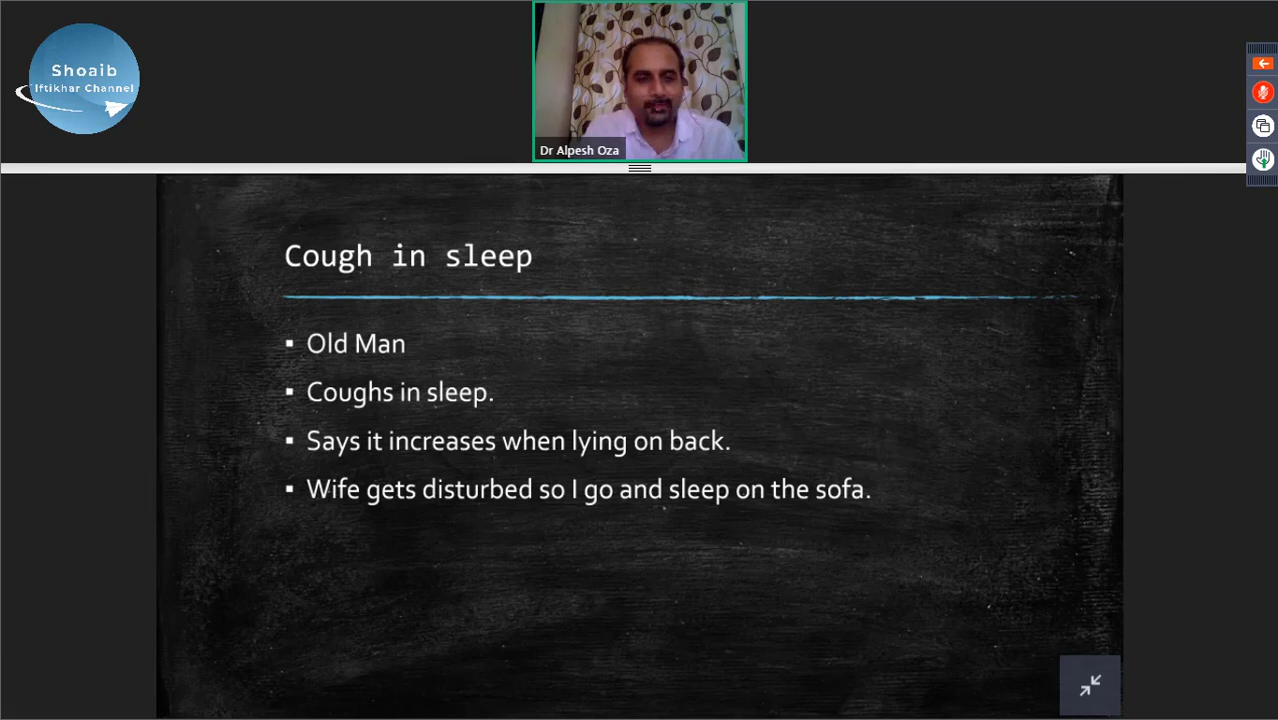 Shoaib
Iftikhar Channel
Dr Alpesh Oza
Cough in sleep
▪ Old Man
▪ Coughs in sleep.
▪ Says it increases when lying on back.
▪ Wife gets disturbed so I go and sleep on the sofa.